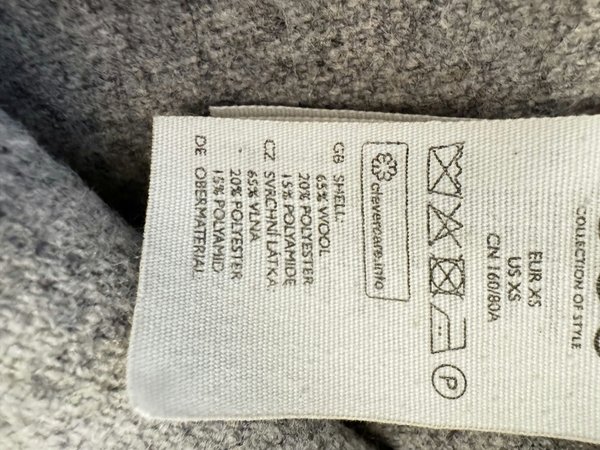 COLLECTION OF STYLE
EUR XS
US XS
CN 160/80A
P
clevercare.info
GB SHELL:
65% WOOL
20% POLYESTER
15% POLYAMIDE
CZ SVRCHNÍ LÁTKA
65% VLNA
20% POLYESTER
15% POLYAMID
DE OBERMATERIAL